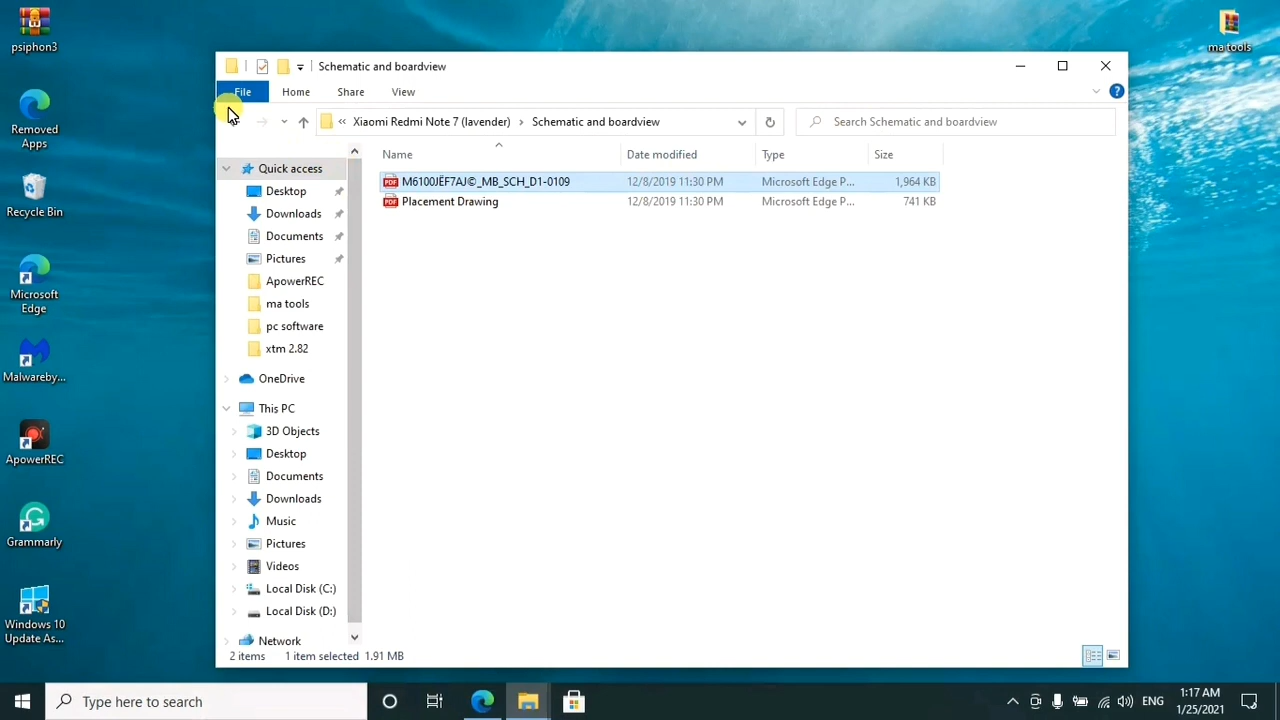 psiphon3
Removed
Apps
Recycle Bin
Microsoft
Edge
Malwareby...
ApowerREC
Grammarly
Windows 10
Update As...
ma tools
Schematic and boardview
File
Home
Share
View
?
« Xiaomi Redmi Note 7 (lavender) › Schematic and boardview
Search Schematic and boardview
Quick access
Desktop
Downloads
Documents
Pictures
ApowerREC
ma tools
pc software
xtm 2.82
OneDrive
This PC
3D Objects
Desktop
Documents
Downloads
Music
Pictures
Videos
Local Disk (C:)
Local Disk (D:)
Network
Name Date modified Type Size
PDF M6100JËF7AJ©_MB_SCH_D1-0109 12/8/2019 11:30 PM Microsoft Edge P... 1,964 KB
PDF Placement Drawing 12/8/2019 11:30 PM Microsoft Edge P... 741 KB
2 items 1 item selected 1.91 MB
Type here to search
ENG
1:17 AM
1/25/2021